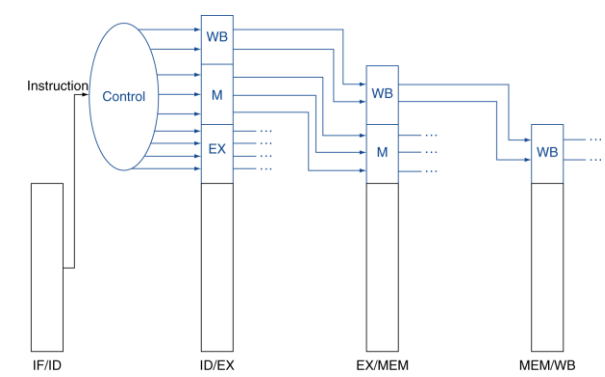 WB
Instruction
Control
M
WB
EX
...
...
...
...
M
...
...
...
WB
...
...
IF/ID
ID/EX
EX/MEM
MEM/WB